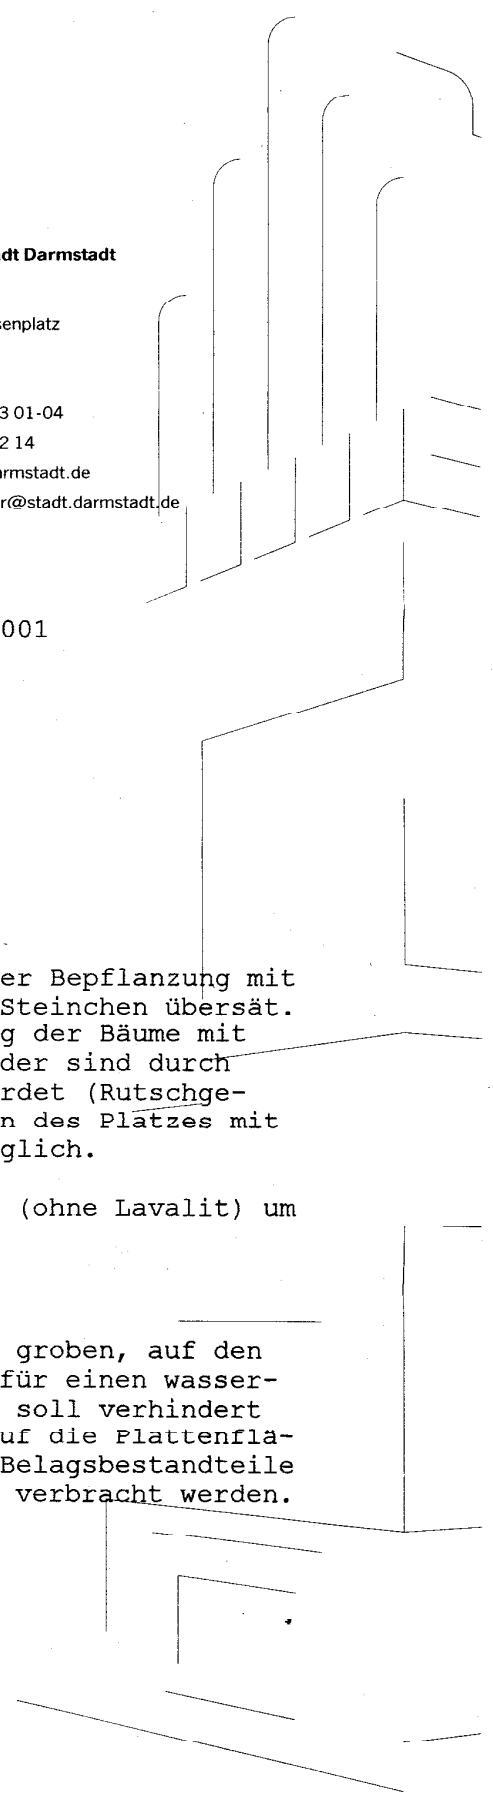 dt Darmstadt
senplatz
3 01-04
2 14
armstadt.de
r@stadt.darmstadt.de
001
er Bepflanzung mit
Steinchen übersät.
g der Bäume mit
der sind durch
rdet (Rutschge-
n des Platzes mit
glich.
(ohne Lavalit) um
groben, auf den
für einen wasser-
soll verhindert
uf die Plattenflä-
Belagsbestandteile
verbracht werden.